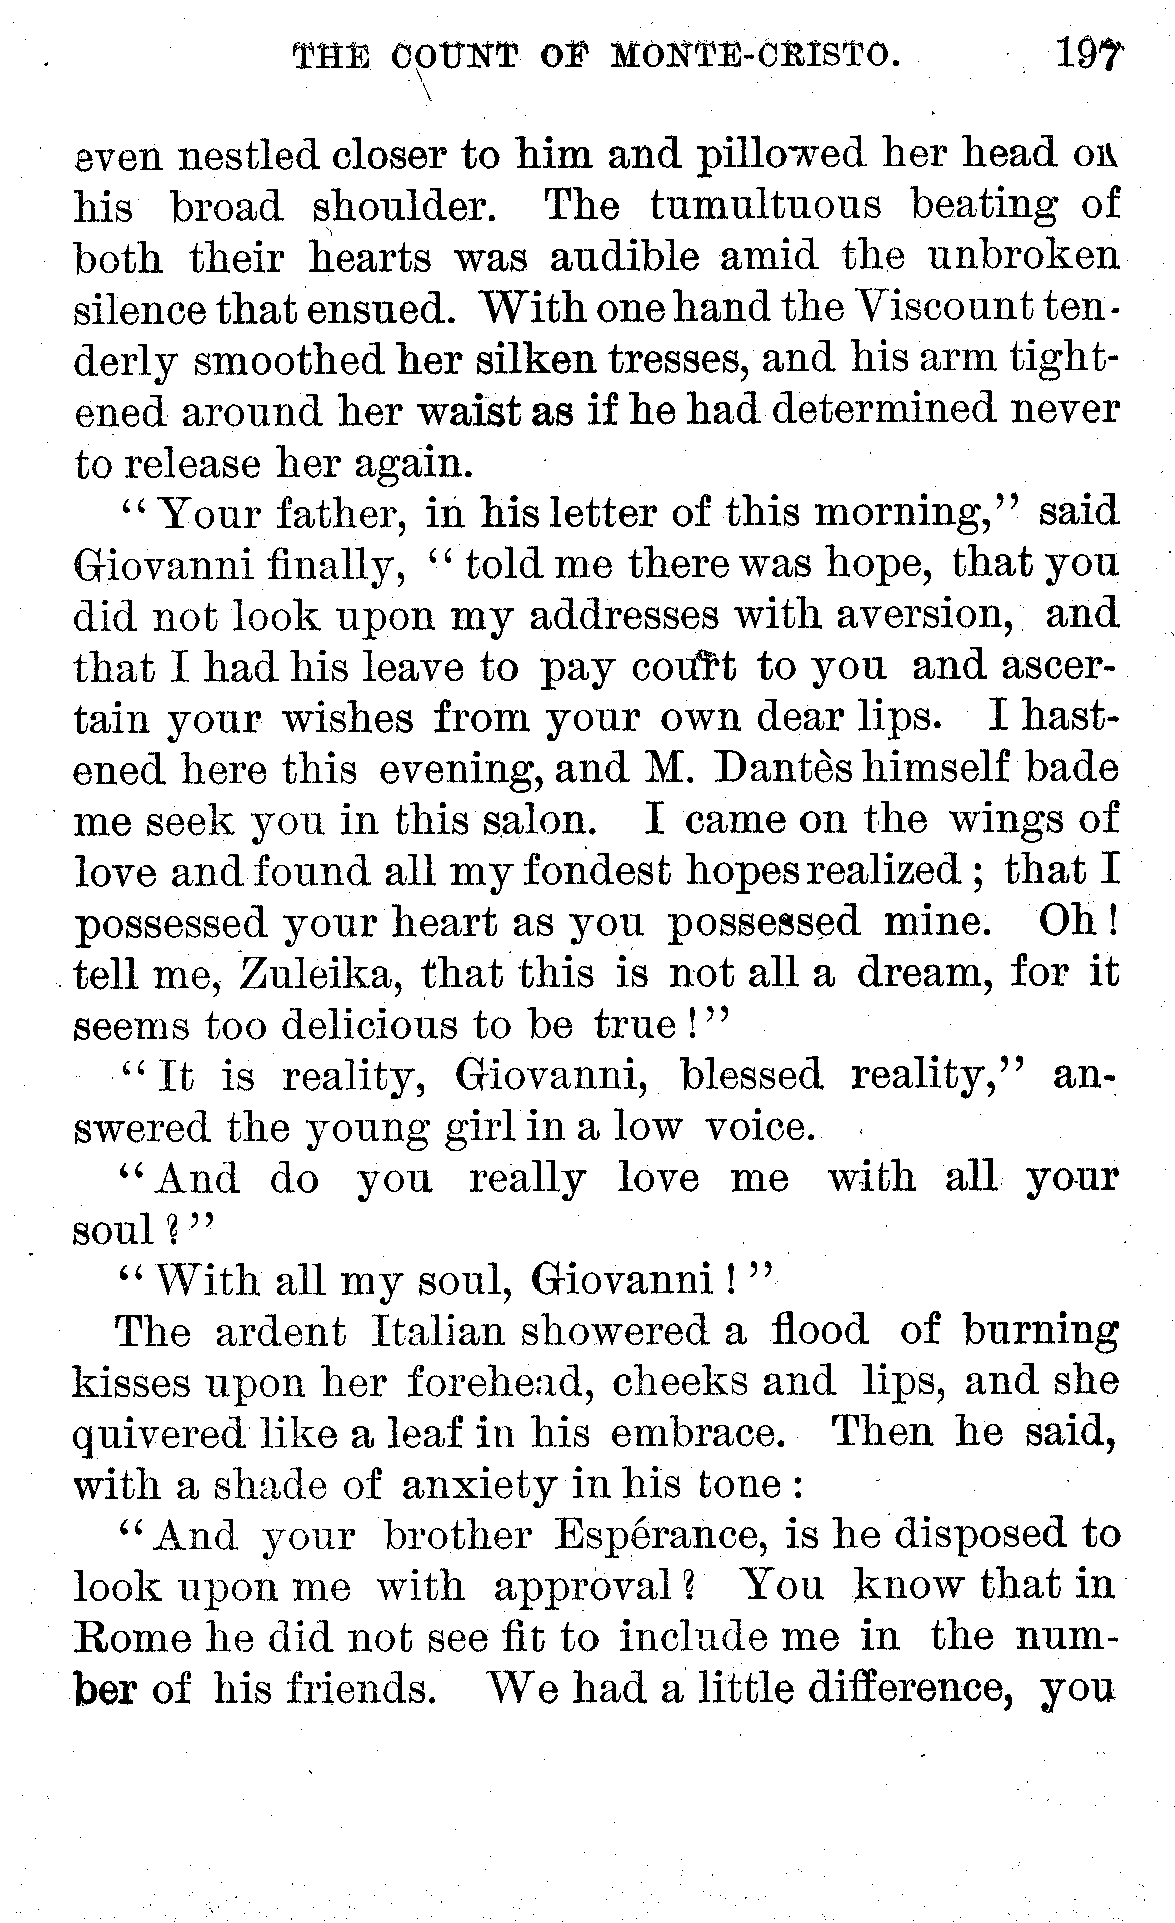 THE COUNT OF MONTE-CRISTO. 197
even nestled closer to him and pillowed her head on
his broad shoulder. The tumultuous beating of
both their hearts was audible amid the unbroken
silence that ensued. With one hand the Viscount ten-
derly smoothed her silken tresses, and his arm tight-
ened around her waist as if he had determined never
to release her again.
“Your father, in his letter of this morning,” said
Giovanni finally, “told me there was hope, that you
did not look upon my addresses with aversion, and
that I had his leave to pay court to you and ascer-
tain your wishes from your own dear lips. I hast-
ened here this evening, and M. Dantès himself bade
me seek you in this salon. I came on the wings of
love and found all my fondest hopes realized; that I
possessed your heart as you possessed mine. Oh!
tell me, Zuleika, that this is not all a dream, for it
seems too delicious to be true!”
“It is reality, Giovanni, blessed reality,” an-
swered the young girl in a low voice.
“And do you really love me with all your
soul?”
“With all my soul, Giovanni!”
The ardent Italian showered a flood of burning
kisses upon her forehead, cheeks and lips, and she
quivered like a leaf in his embrace. Then he said,
with a shade of anxiety in his tone:
“And your brother Espérance, is he disposed to
look upon me with approval? You know that in
Rome he did not see fit to include me in the num-
ber of his friends. We had a little difference, you